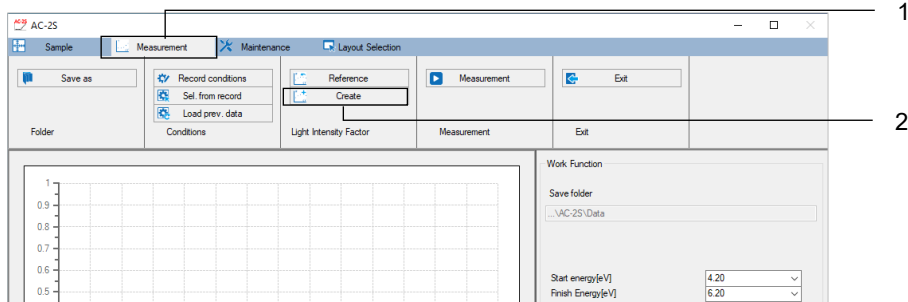 1
AC-2S
Sample Measurement Maintenance Layout Selection
Save as Record conditions Reference Measurement Exit
Sel. from record Create
Load prev. data
2
Folder Conditions Light Intensity Factor Measurement Exit
Work Function
1
Save folder
0.9
...\AC-2S\Data
0.8
0.7
0.6
Start energy[eV] 4.20
Finish Energy[eV] 6.20
0.5